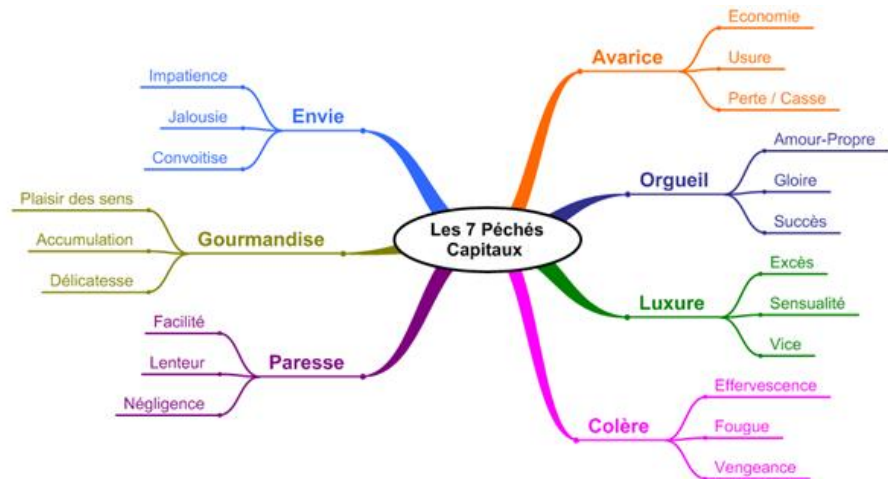 Les 7 Péchés
Capitaux
Avarice
Economie
Usure
Perte / Casse
Orgueil
Amour-Propre
Gloire
Succès
Luxure
Excès
Sensualité
Vice
Colère
Effervescence
Fougue
Vengeance
Envie
Impatience
Jalousie
Convoitise
Gourmandise
Plaisir des sens
Accumulation
Délicatesse
Paresse
Facilité
Lenteur
Négligence